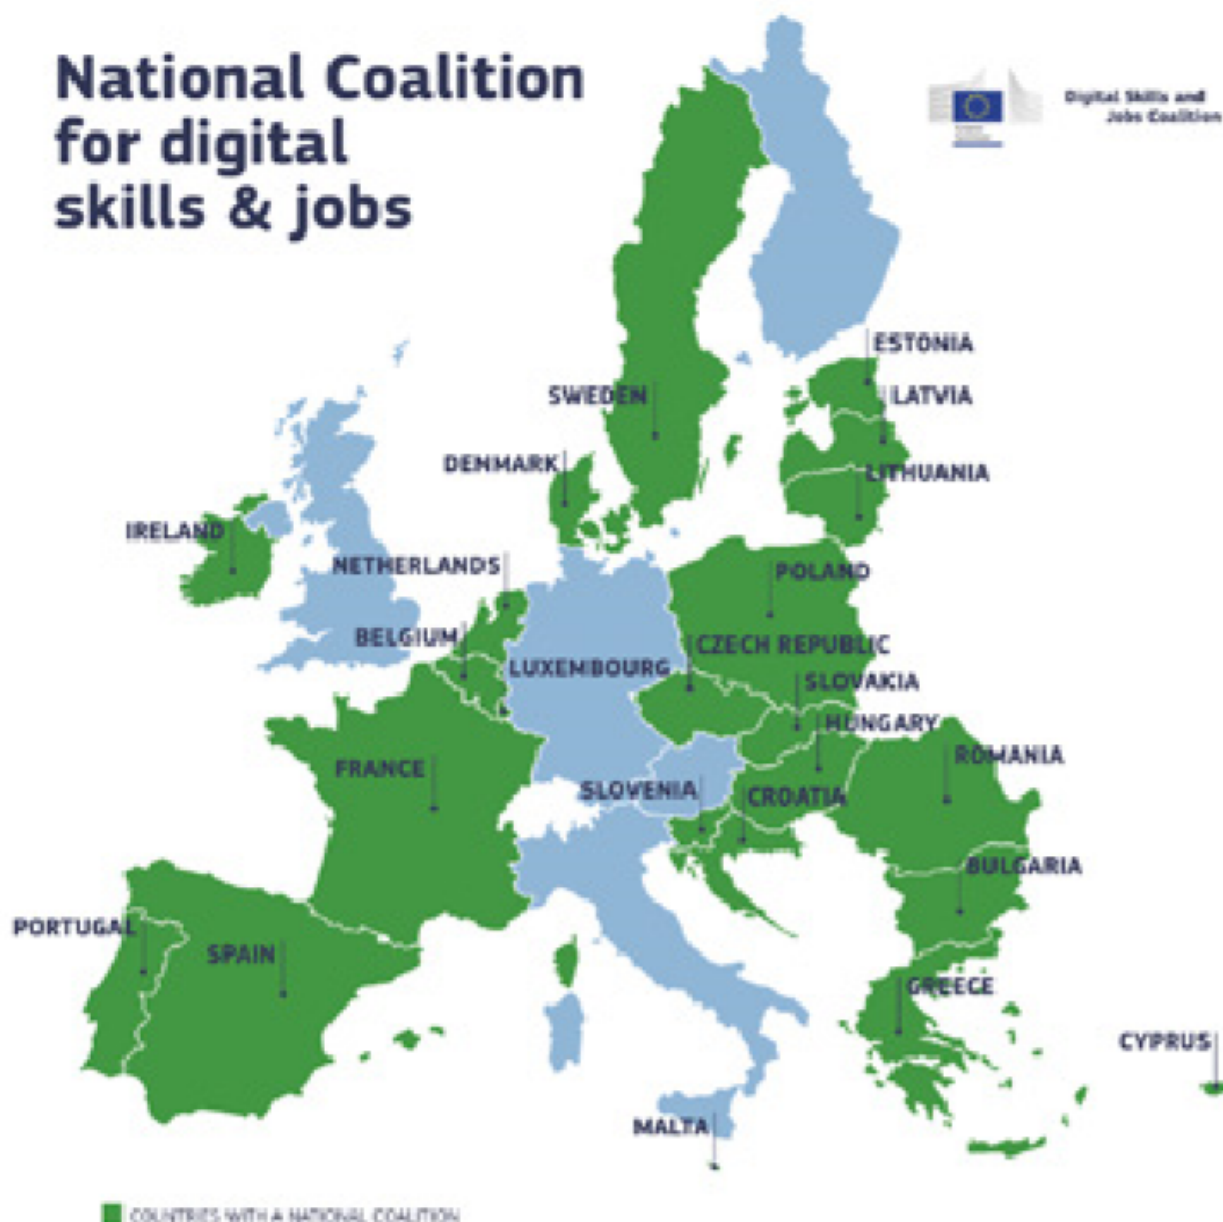 National Coalition
for digital
skills & jobs
Digital Skills and
Jobs Coalition
ESTONIA
SWEDEN
LATVIA
DENMARK
LITHUANIA
IRELAND
NETHERLANDS
POLAND
BELGIUM
CZECH REPUBLIC
LUXEMBOURG
SLOVAKIA
HUNGARY
ROMANIA
FRANCE
SLOVENIA
CROATIA
BULGARIA
PORTUGAL
SPAIN
GREECE
CYPRUS
MALTA
COUNTRIES WITH A NATIONAL COALITION